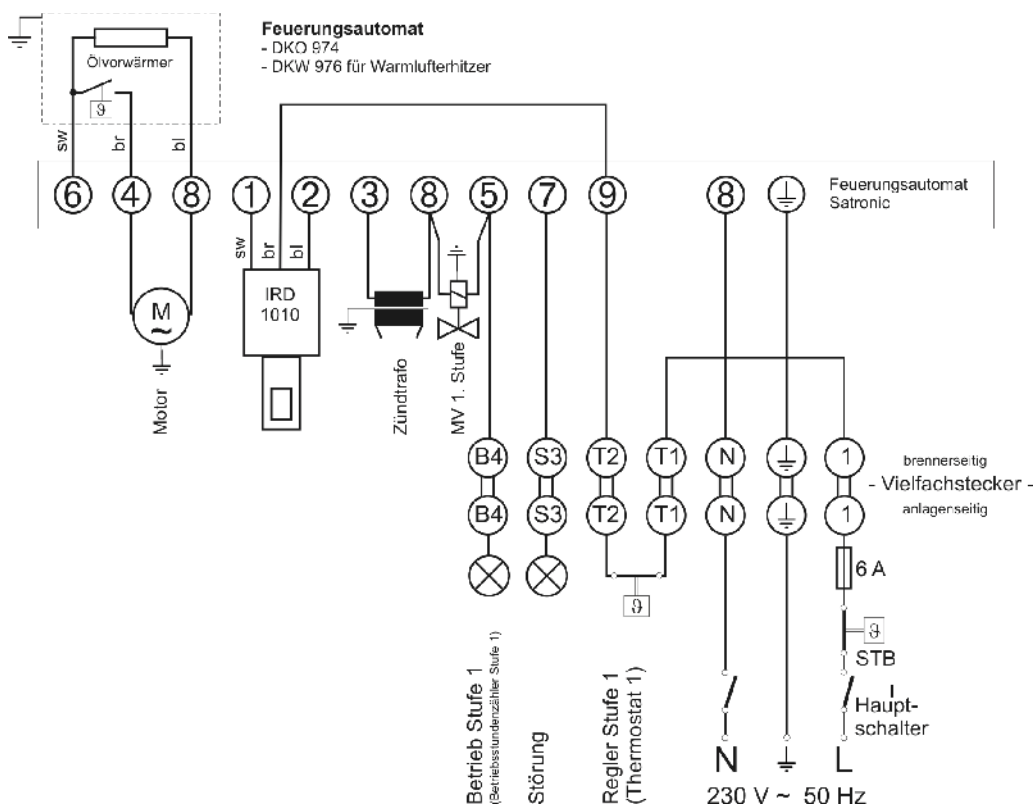 Feuerungsautomat
- DKO 974
- DKW 976 für Warmlufterhitzer
Ölvorwärmer
ϑ
sw
br
bl
6
4
8
1
2
3
8
5
7
9
8
Feuerungsautomat
Satronic
sw
br
bl
IRD
1010
M
~
Motor
Zündtrafo
MV 1. Stufe
B4
S3
T2
T1
N
1
brennerseitig
- Vielfachstecker -
B4
S3
T2
T1
N
1
anlagenseitig
6 A
ϑ
ϑ
STB
Haupt-
schalter
Betrieb Stufe 1
(Betriebsstundenzähler Stufe 1)
Störung
Regler Stufe 1
(Thermostat 1)
N
L
230 V ~ 50 Hz